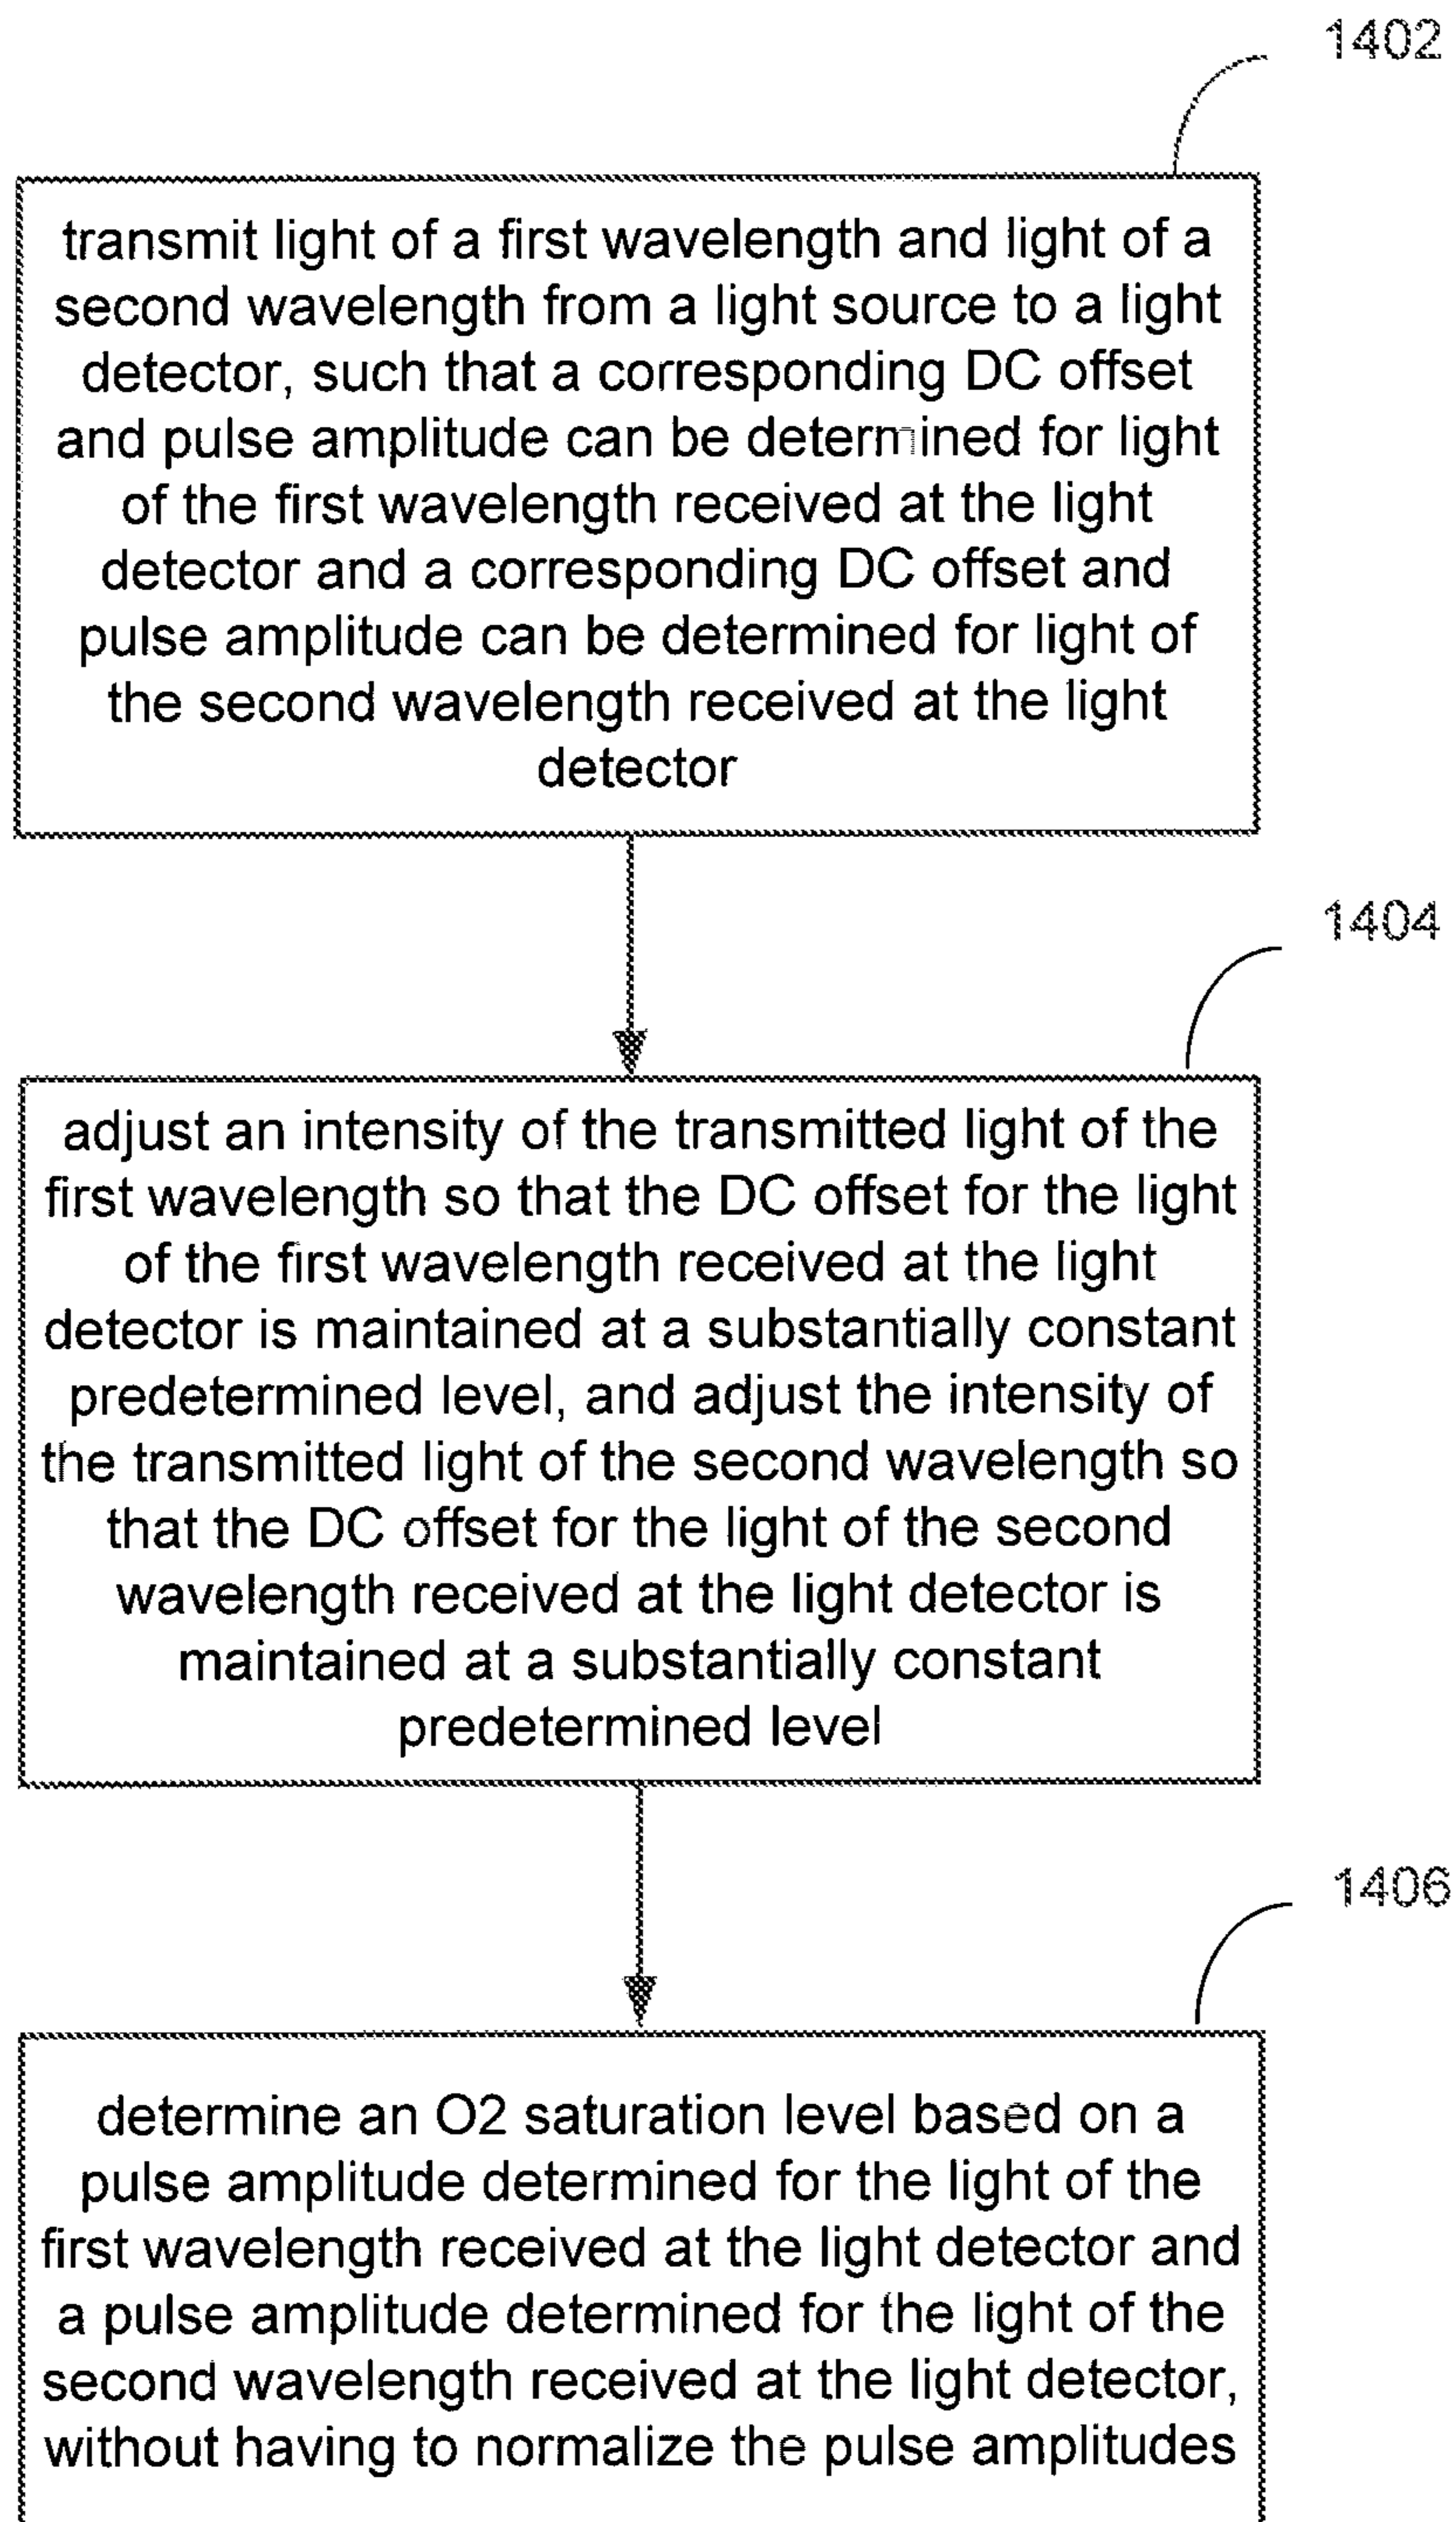 1402
transmit light of a first wavelength and light of a
second wavelength from a light source to a light
detector, such that a corresponding DC offset
and pulse amplitude can be determined for light
of the first wavelength received at the light
detector and a corresponding DC offset and
pulse amplitude can be determined for light of
the second wavelength received at the light
detector
1404
adjust an intensity of the transmitted light of the
first wavelength so that the DC offset for the light
of the first wavelength received at the light
detector is maintained at a substantially constant
predetermined level, and adjust the intensity of
the transmitted light of the second wavelength so
that the DC offset for the light of the second
wavelength received at the light detector is
maintained at a substantially constant
predetermined level
1406
determine an O2 saturation level based on a
pulse amplitude determined for the light of the
first wavelength received at the light detector and
a pulse amplitude determined for the light of the
second wavelength received at the light detector,
without having to normalize the pulse amplitudes